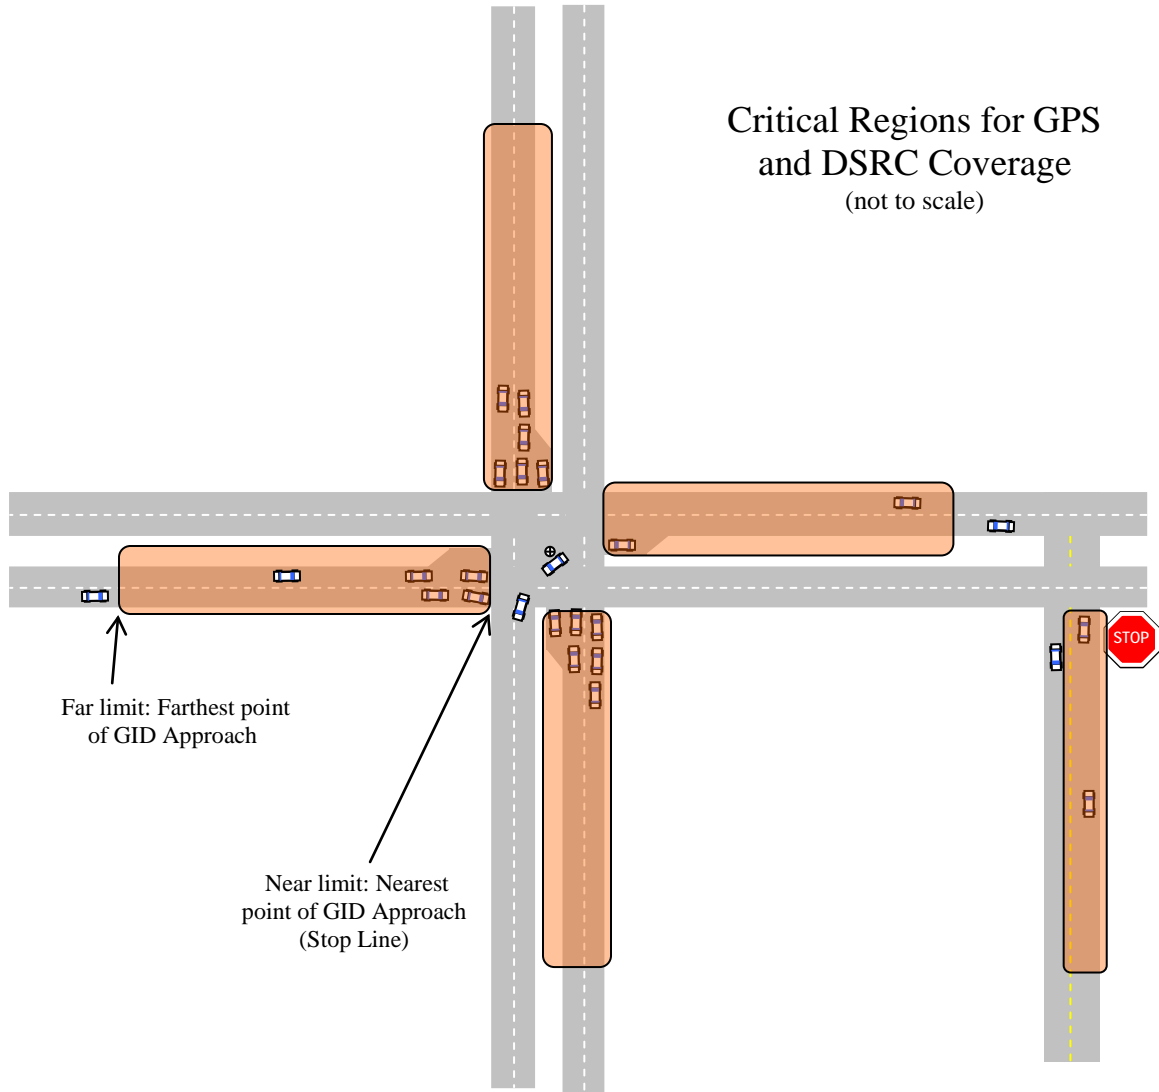 Critical Regions for GPS
and DSRC Coverage
(not to scale)
STOP
Far limit: Farthest point
of GID Approach
Near limit: Nearest
point of GID Approach
(Stop Line)